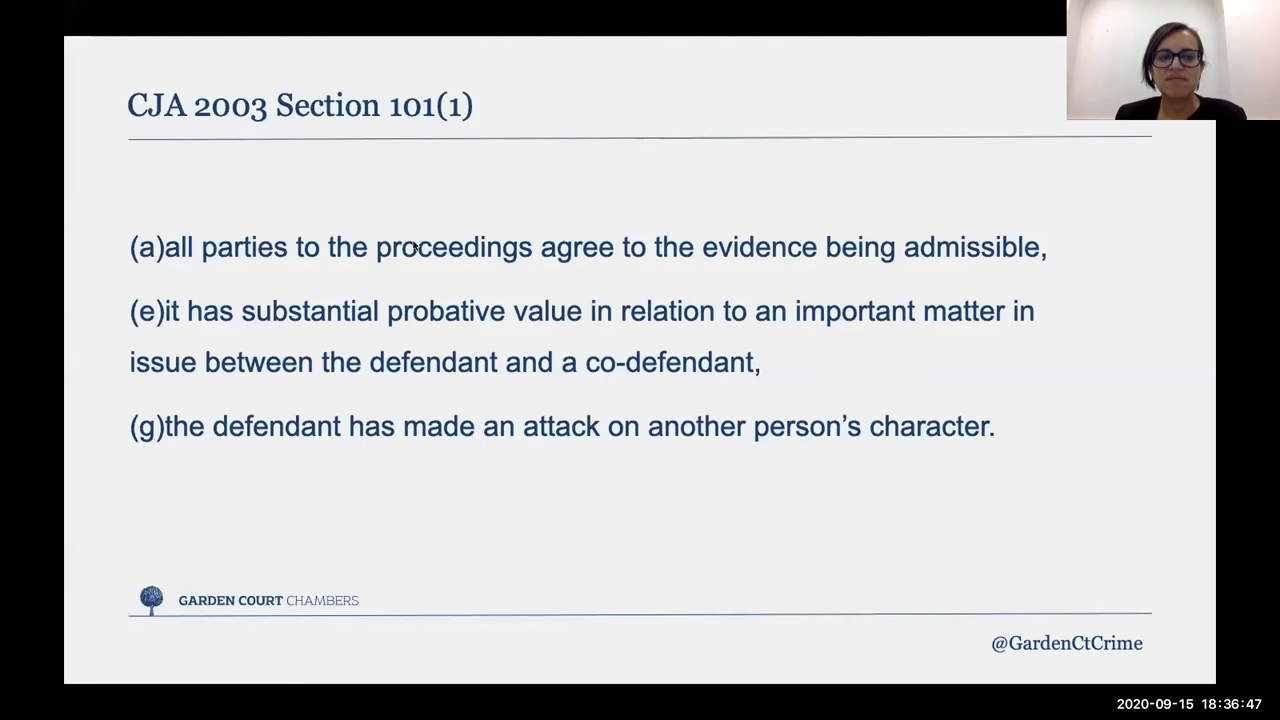 CJA 2003 Section 101(1)
(a)all parties to the proceedings agree to the evidence being admissible,
(e)it has substantial probative value in relation to an important matter in
issue between the defendant and a co-defendant,
(g)the defendant has made an attack on another person’s character.
GARDEN COURT CHAMBERS
@GardenCtCrime
2020-09-15 18:36:47